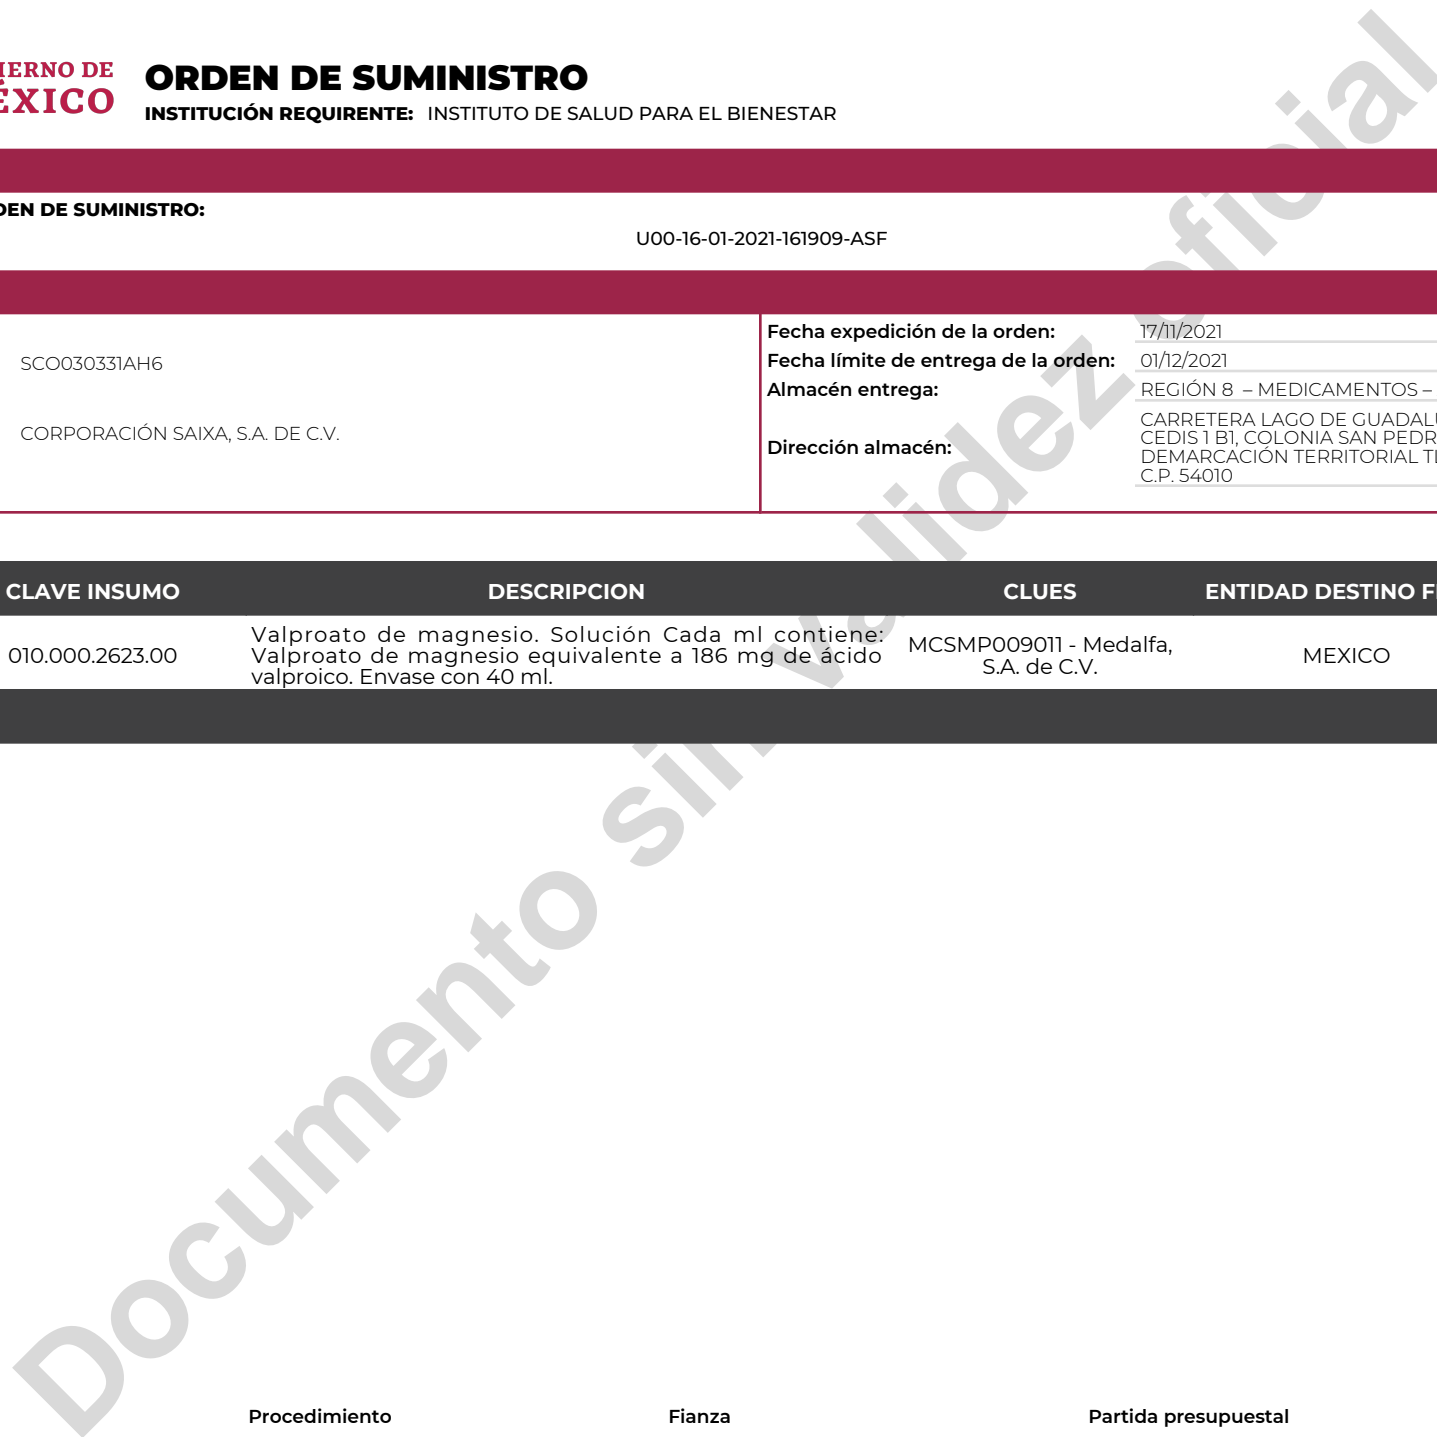 IERNO DE
ÉXICO
ORDEN DE SUMINISTRO
INSTITUCIÓN REQUIRENTE: INSTITUTO DE SALUD PARA EL BIENESTAR
DEN DE SUMINISTRO:
U00-16-01-2021-161909-ASF
SCO030331AH6
CORPORACIÓN SAIXA, S.A. DE C.V.
Fecha expedición de la orden: 17/11/2021
Fecha límite de entrega de la orden: 01/12/2021
Almacén entrega: REGIÓN 8 – MEDICAMENTOS –
Dirección almacén:
CARRETERA LAGO DE GUADALU
CEDIS 1 B1, COLONIA SAN PEDR
DEMARCACIÓN TERRITORIAL TL
C.P. 54010
CLAVE INSUMO DESCRIPCION CLUES ENTIDAD DESTINO FI
010.000.2623.00
Valproato de magnesio. Solución Cada ml contiene:
Valproato de magnesio equivalente a 186 mg de ácido
valproico. Envase con 40 ml.
MCSMP009011 - Medalfa,
S.A. de C.V.
MEXICO
Documento sin validez oficial
Procedimiento Fianza Partida presupuestal